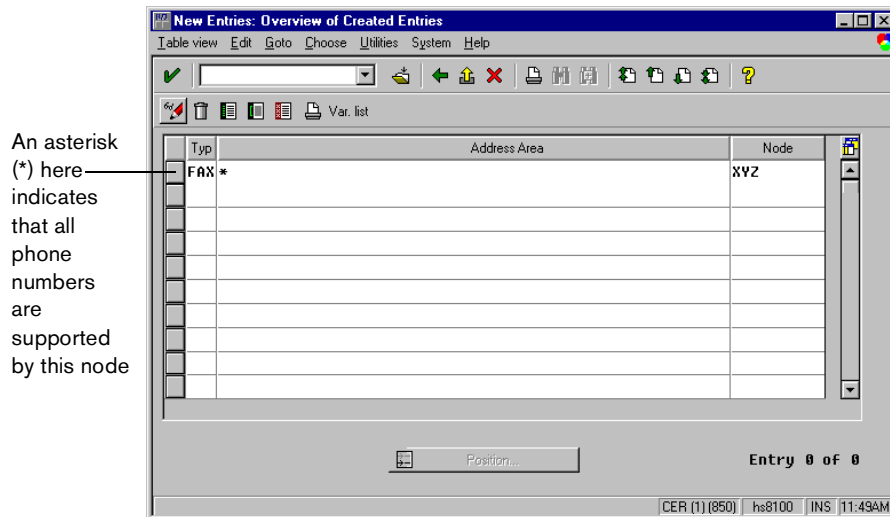 New Entries: Overview of Created Entries
Table view Edit Goto Choose Utilities System Help
Var. list
An asterisk
(*) here
indicates
that all
phone
numbers
are
supported
by this node
Typ Address Area Node
FAX * XYZ
Position...
Entry 0 of 0
CER (1) (850) hs8100 INS 11:49AM